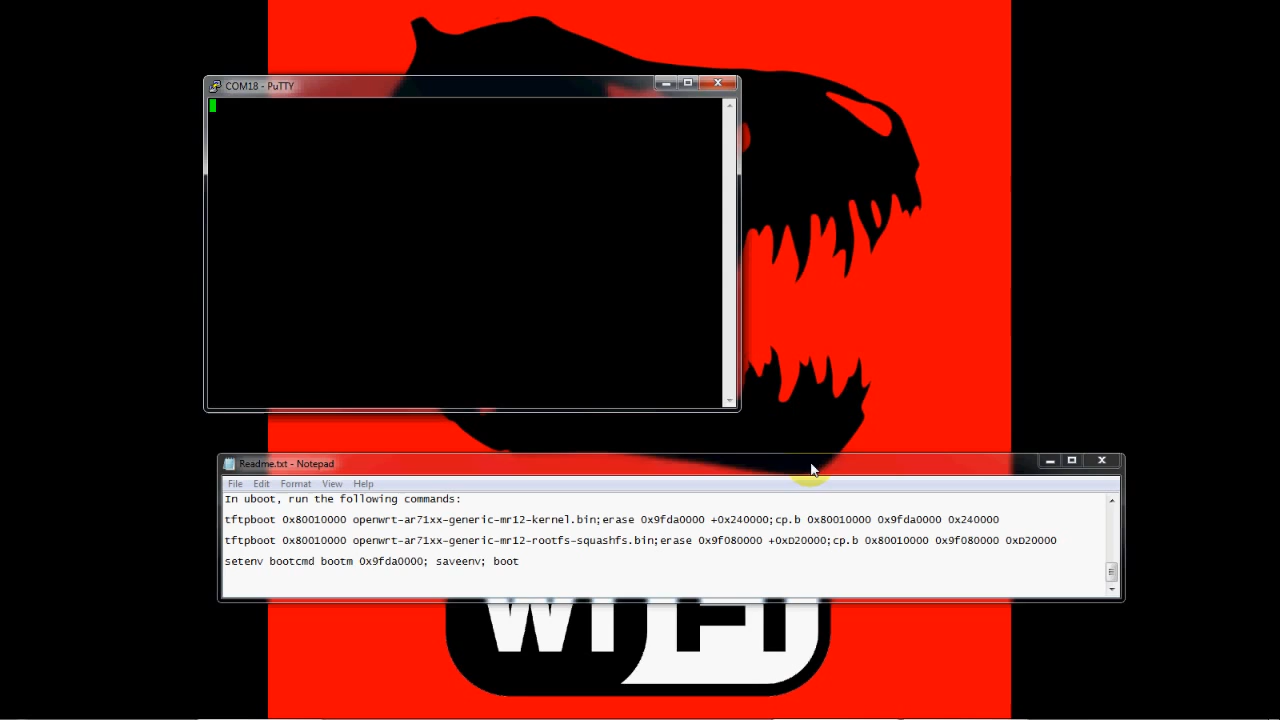 COM18 - PuTTY
Readme.txt - Notepad
File Edit Format View Help
In uboot, run the following commands:
tftpboot 0x80010000 openwrt-ar71xx-generic-mr12-kernel.bin;erase 0x9fda0000 +0x240000;cp.b 0x80010000 0x9fda0000 0x240000
tftpboot 0x80010000 openwrt-ar71xx-generic-mr12-rootfs-squashfs.bin;erase 0x9f080000 +0xD20000;cp.b 0x80010000 0x9f080000 0xD20000
setenv bootcmd bootm 0x9fda0000; saveenv; boot
Wi Fi